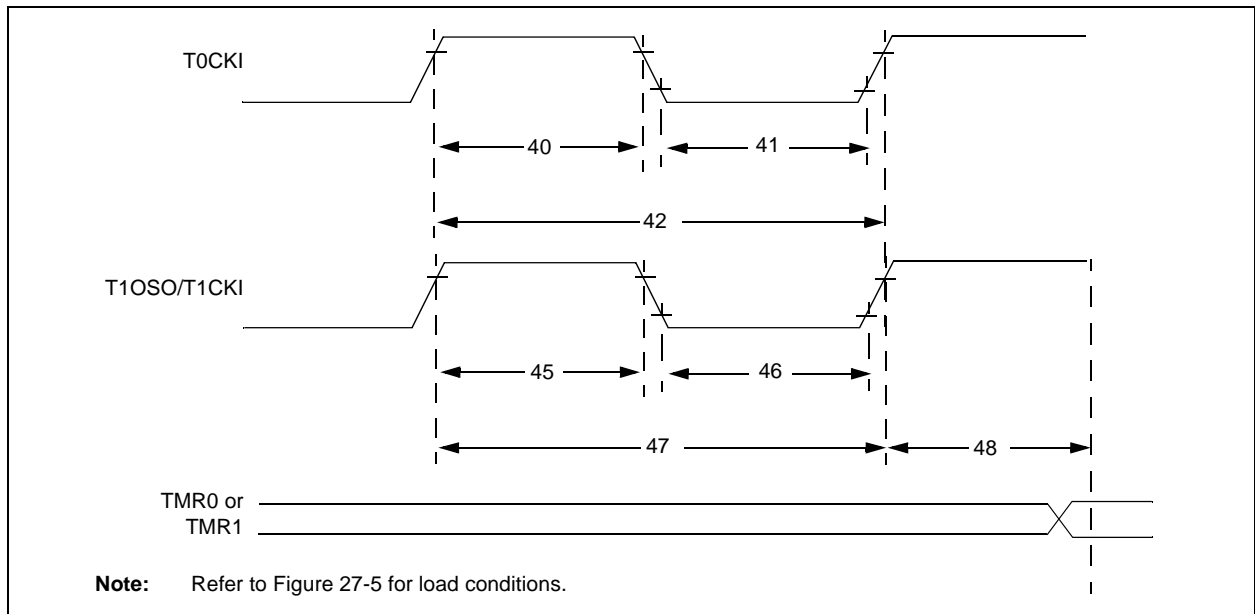 T0CKI
40
41
42
T1OSO/T1CKI
45
46
47
48
TMR0 or
TMR1
Note: Refer to Figure 27-5 for load conditions.